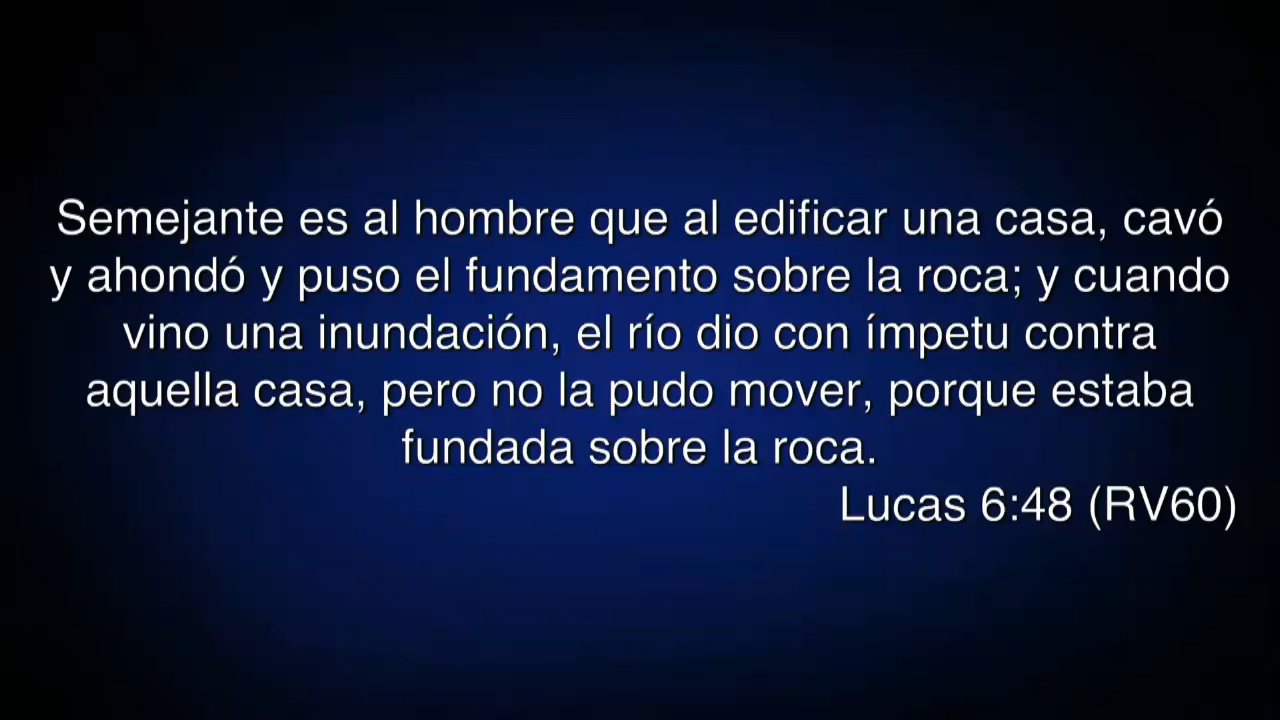 Semejante es al hombre que al edificar una casa, cavó
y ahondó y puso el fundamento sobre la roca; y cuando
vino una inundación, el río dio con ímpetu contra
aquella casa, pero no la pudo mover, porque estaba
fundada sobre la roca.
Lucas 6:48 (RV60)